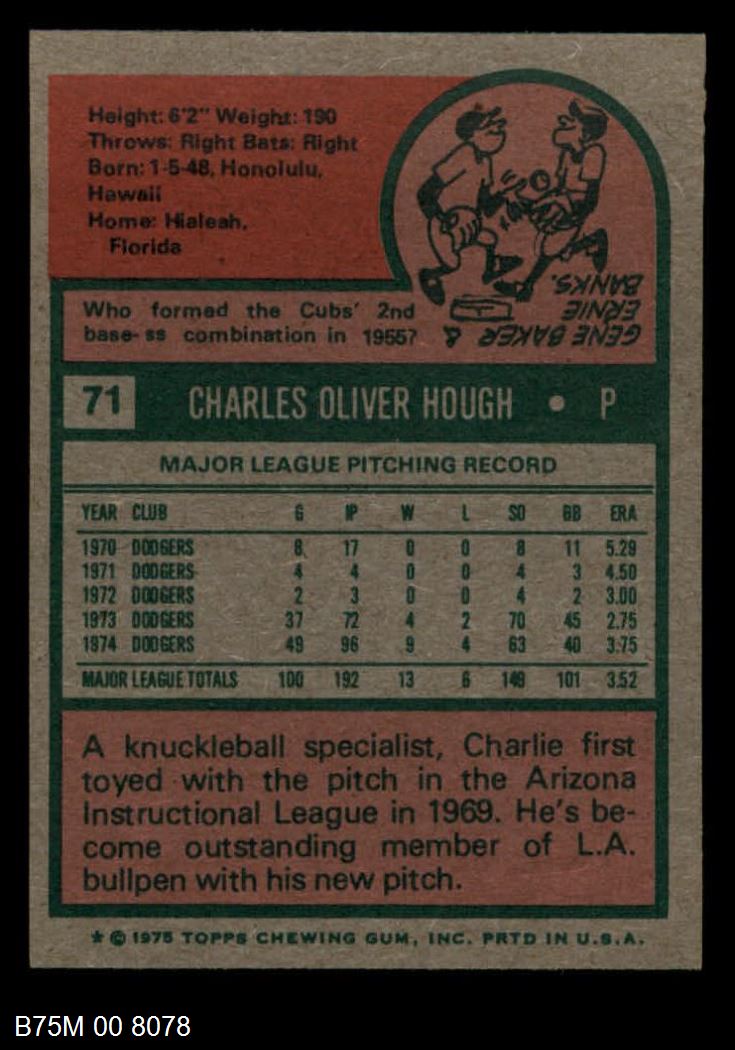 Height: 6'2" Weight: 190
Throws: Right Bats: Right
Born: 1-5-48, Honolulu,
Hawaii
Home: Hialeah,
Florida
Who formed the Cubs' 2nd
base-ss combination in 1955?
GENE BAKER &
ERNIE
BANKS.
71 CHARLES OLIVER HOUGH • P
MAJOR LEAGUE PITCHING RECORD
YEAR CLUB G IP W L SO BB ERA
1970 DODGERS 8 17 0 0 8 11 5.29
1971 DODGERS 4 4 0 0 4 3 4.50
1972 DODGERS 2 3 0 0 4 2 3.00
1973 DODGERS 37 72 4 2 70 45 2.75
1974 DODGERS 49 96 9 4 63 40 3.75
MAJOR LEAGUE TOTALS 100 192 13 6 149 101 3.52
A knuckleball specialist, Charlie first
toyed with the pitch in the Arizona
Instructional League in 1969. He's be-
come outstanding member of L.A.
bullpen with his new pitch.
* © 1975 TOPPS CHEWING GUM, INC. PRTD IN U.S.A.
B75M 00 8078